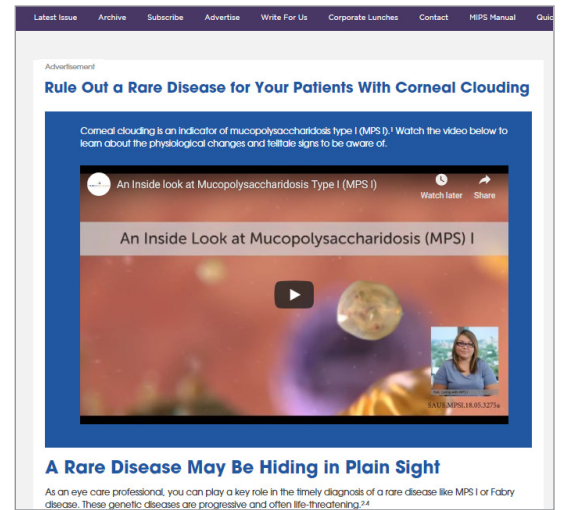 Latest Issue Archive Subscribe Advertise Write For Us Corporate Lunches Contact MIPS Manual
Advertisement
Rule Out a Rare Disease for Your Patients With Corneal Clouding
Corneal clouding is an indicator of mucopolysaccharidosis type I (MPS I).¹ Watch the video below to
learn about the physiological changes and telltale signs to be aware of.
An Inside look at Mucopolysaccharidosis Type I (MPS I)
Watch later Share
An Inside Look at Mucopolysaccharidosis (MPS) I
SAUS.MPSI.18.05.3275a
A Rare Disease May Be Hiding in Plain Sight
As an eye care professional, you can play a key role in the timely diagnosis of a rare disease like MPS I or Fabry
disease. These genetic diseases are progressive and often life-threatening.²⁻⁴